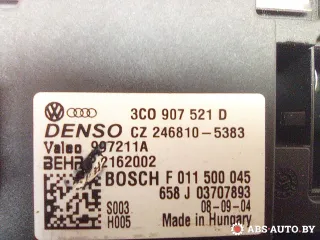 3C0 907 521 D
DENSO CZ 246810-5383
Valeo 997211A
BEHR 2162002
BOSCH F 011 500 045
658 J 03707893
S003 08-09-04
H005 Made in Hungary
ABS-AUTO.BY